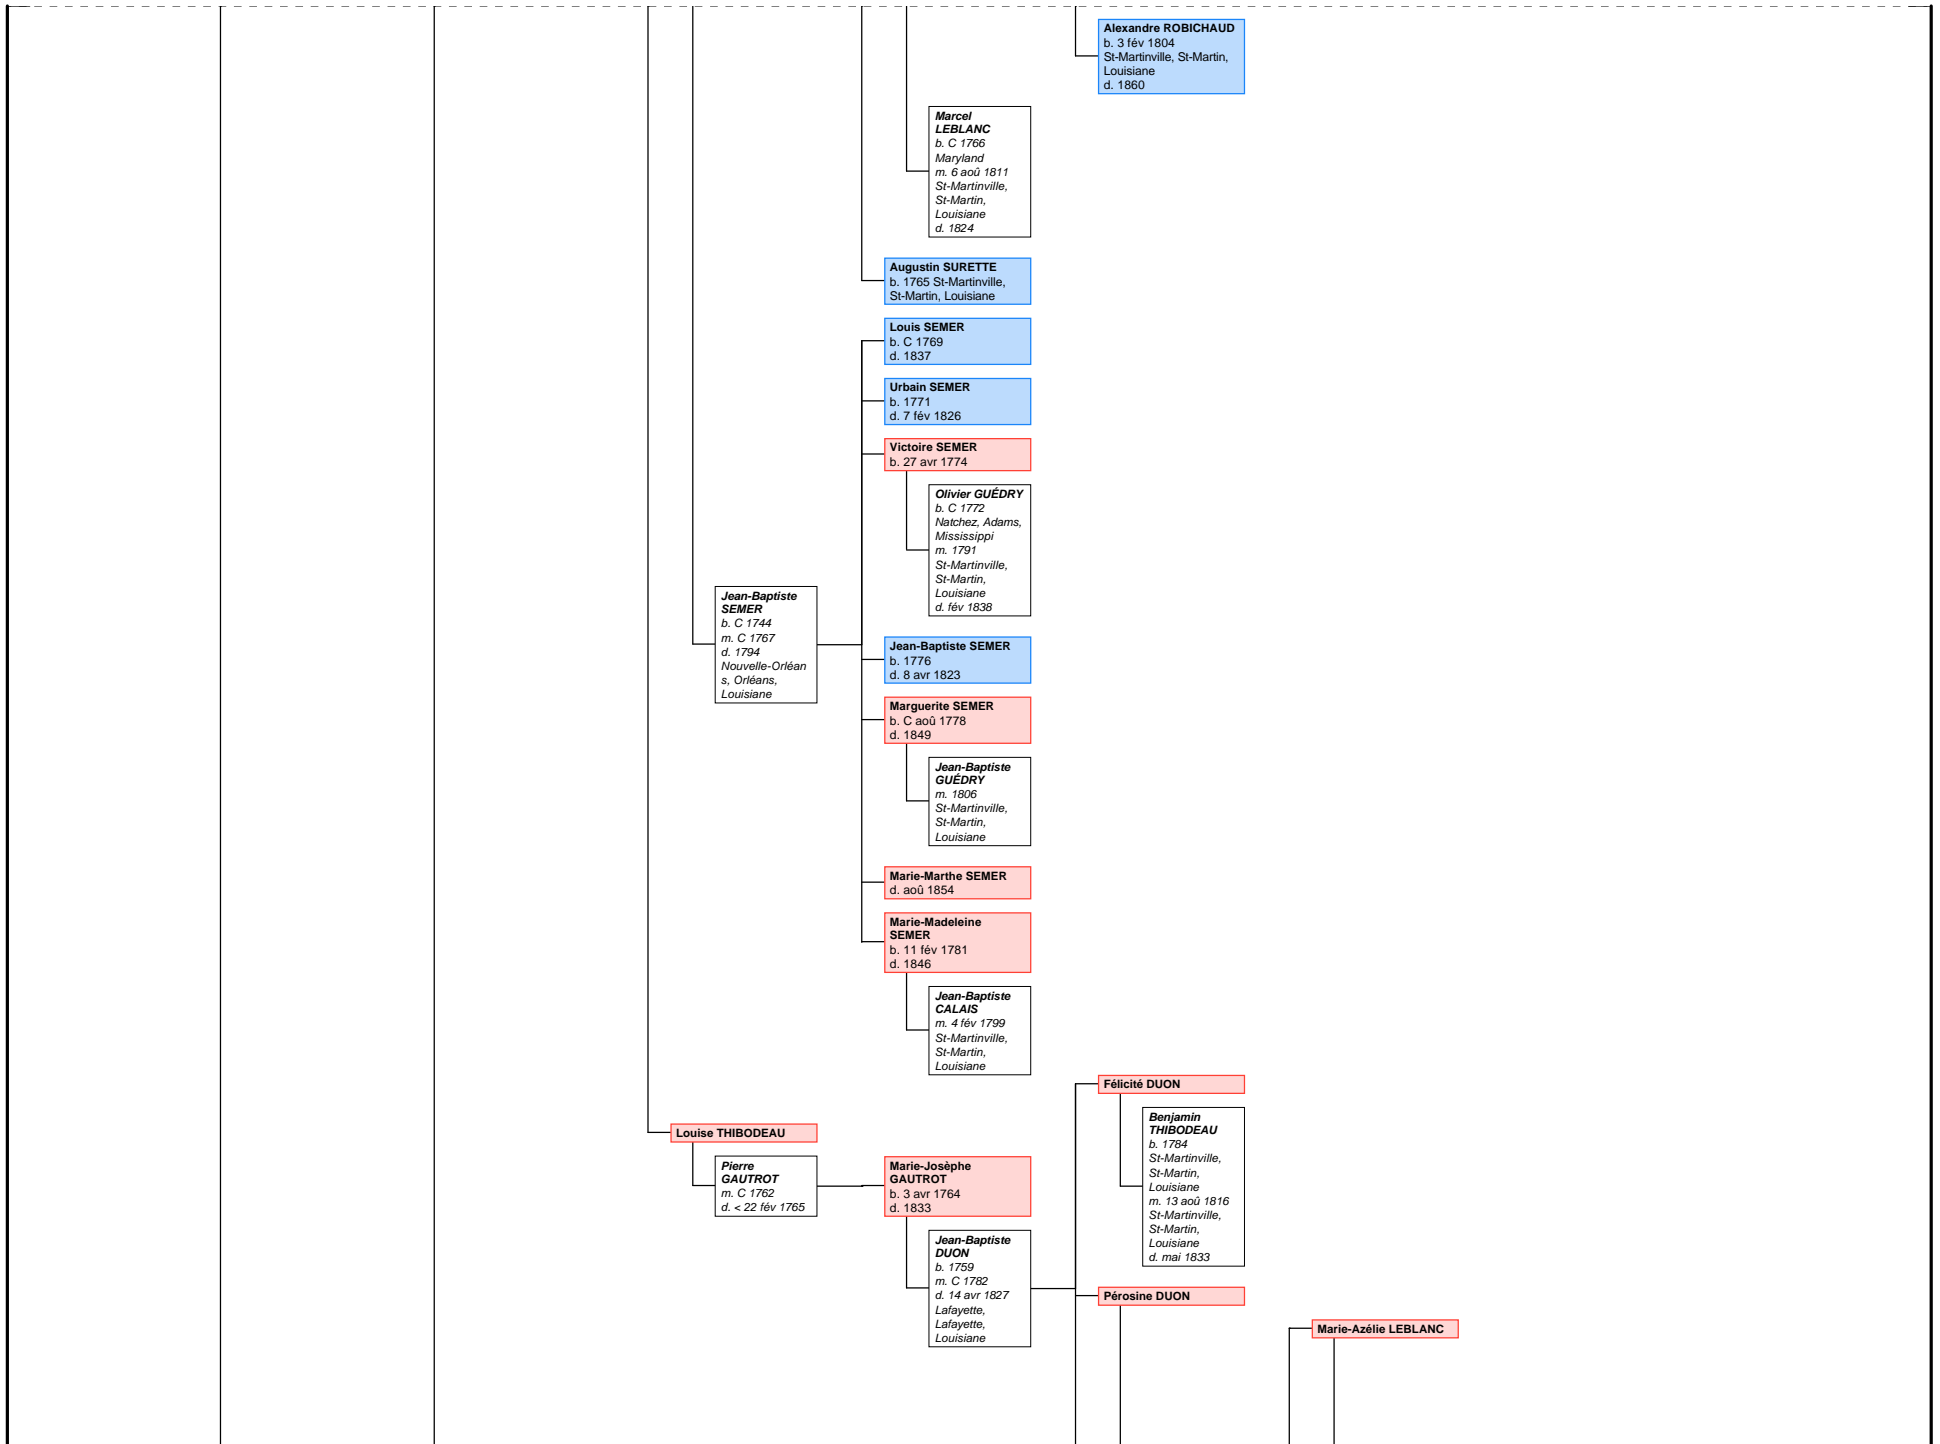 Alexandre ROBICHAUD
b. 3 fév 1804
St-Martinville, St-Martin,
Louisiane
d. 1860
Marcel
LEBLANC
b. C 1766
Maryland
m. 6 aoû 1811
St-Martinville,
St-Martin,
Louisiane
d. 1824
Augustin SURETTE
b. 1765 St-Martinville,
St-Martin, Louisiane
Louis SEMER
b. C 1769
d. 1837
Urbain SEMER
b. 1771
d. 7 fév 1826
Victoire SEMER
b. 27 avr 1774
Olivier GUÉDRY
b. C 1772
Natchez, Adams,
Mississippi
m. 1791
St-Martinville,
St-Martin,
Louisiane
d. fév 1838
Jean-Baptiste
SEMER
b. C 1744
m. C 1767
d. 1794
Nouvelle-Orléan
s, Orléans,
Louisiane
Jean-Baptiste SEMER
b. 1776
d. 8 avr 1823
Marguerite SEMER
b. C aoû 1778
d. 1849
Jean-Baptiste
GUÉDRY
m. 1806
St-Martinville,
St-Martin,
Louisiane
Marie-Marthe SEMER
d. aoû 1854
Marie-Madeleine
SEMER
b. 11 fév 1781
d. 1846
Jean-Baptiste
CALAIS
m. 4 fév 1799
St-Martinville,
St-Martin,
Louisiane
Félicité DUON
Benjamin
THIBODEAU
b. 1784
St-Martinville,
St-Martin,
Louisiane
m. 13 aoû 1816
St-Martinville,
St-Martin,
Louisiane
d. mai 1833
Louise THIBODEAU
Pierre
GAUTROT
m. C 1762
d. < 22 fév 1765
Marie-Josèphe
GAUTROT
b. 3 avr 1764
d. 1833
Jean-Baptiste
DUON
b. 1759
m. C 1782
d. 14 avr 1827
Lafayette,
Lafayette,
Louisiane
Pérosine DUON
Marie-Azélie LEBLANC